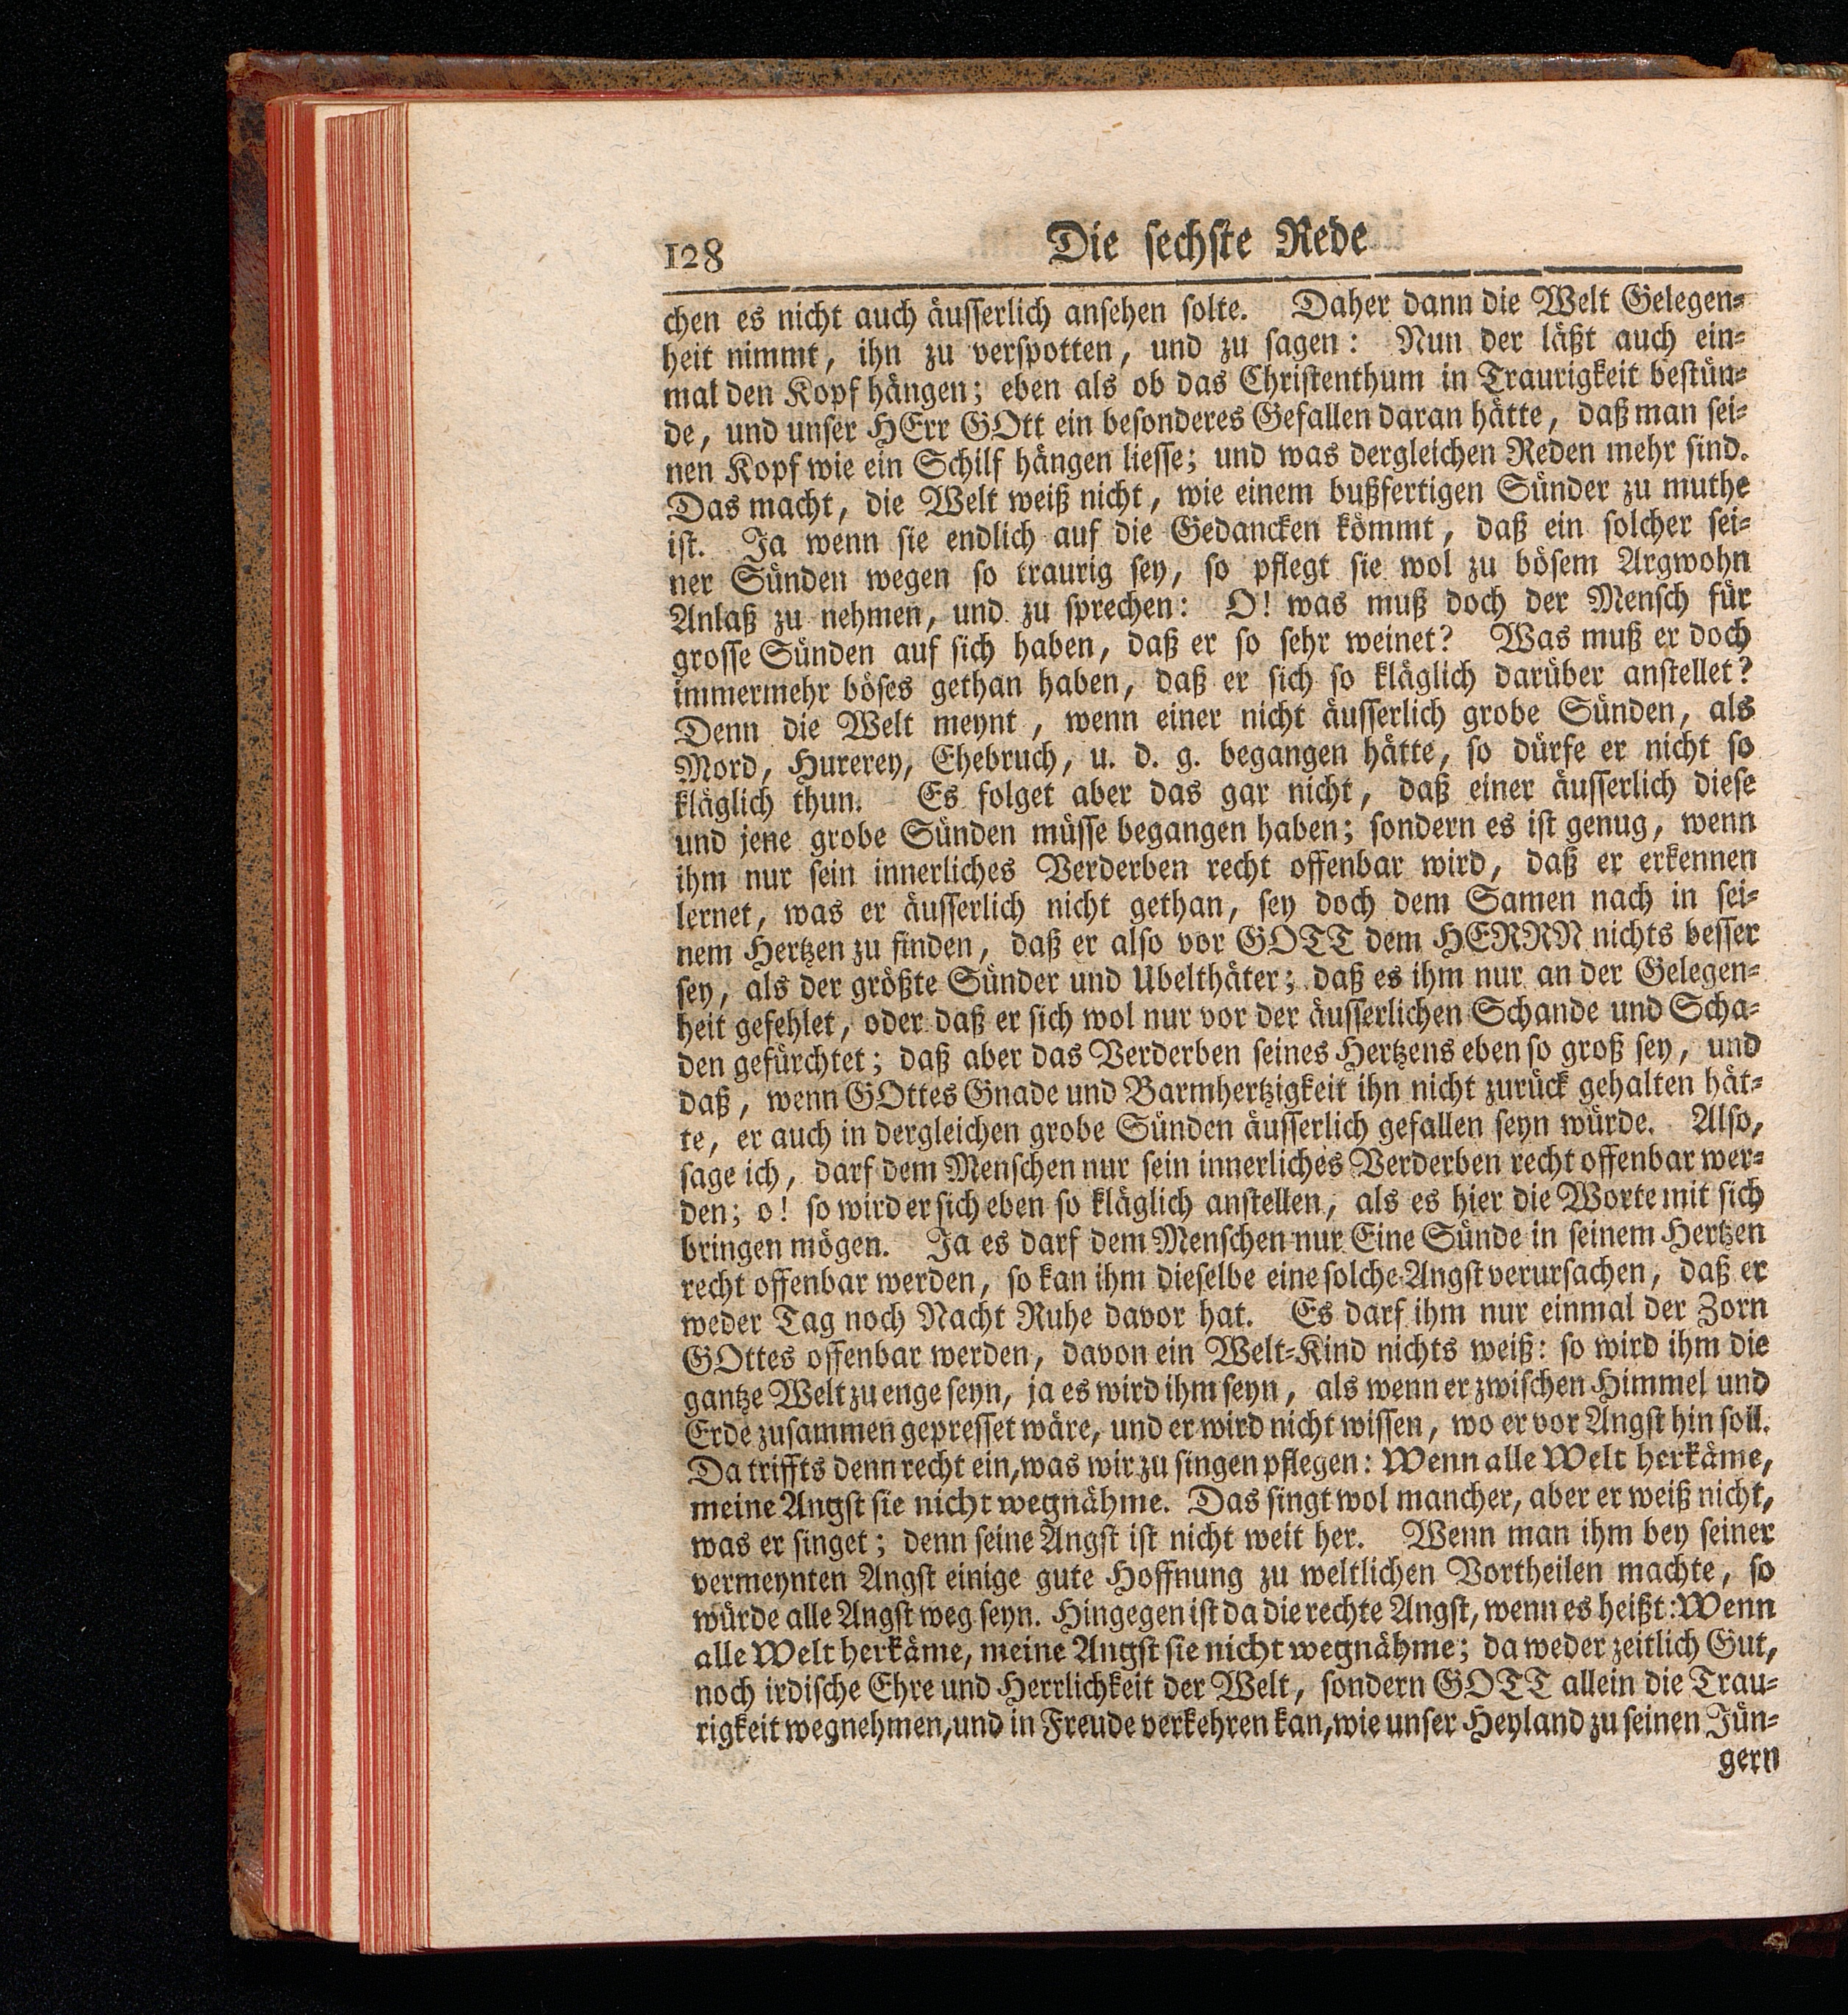 128 Die sechste Rede
chen es nicht auch äusserlich ansehen solte. Daher dann die Welt Gelegen-
heit nimmt, ihn zu verspotten, und zu sagen: Nun der läßt auch ein-
mal den Kopf hängen; eben als ob das Christenthum in Traurigkeit bestün-
de, und unser HErr GOtt ein besonderes Gefallen daran hätte, daß man sei-
nen Kopf wie ein Schilf hängen liesse; und was dergleichen Reden mehr sind.
Das macht, die Welt weiß nicht, wie einem bußfertigen Sünder zu muthe
ist. Ja wenn sie endlich auf die Gedancken kömmt, daß ein solcher sei-
ner Sünden wegen so traurig sey, so pflegt sie wol zu bösem Argwohn
Anlaß zu nehmen, und zu sprechen: O! was muß doch der Mensch für
grosse Sünden auf sich haben, daß er so sehr weinet? Was muß er doch
immermehr böses gethan haben, daß er sich so kläglich darüber anstellet?
Denn die Welt meynt, wenn einer nicht äusserlich grobe Sünden, als
Mord, Hurerey, Ehebruch, u. d. g. begangen hätte, so dürfe er nicht so
kläglich thun. Es folget aber das gar nicht, daß einer äusserlich diese
und jene grobe Sünden müsse begangen haben; sondern es ist genug, wenn
ihm nur sein innerliches Verderben recht offenbar wird, daß er erkennen
lernet, was er äusserlich nicht gethan, sey doch dem Samen nach in sei-
nem Hertzen zu finden, daß er also vor GOTT dem HERRN nichts besser
sey, als der größte Sünder und Ubelthäter; daß es ihm nur an der Gelegen-
heit gefehlet, oder daß er sich wol nur vor der äusserlichen Schande und Scha-
den gefürchtet; daß aber das Verderben seines Hertzens eben so groß sey, und
daß, wenn GOttes Gnade und Barmhertzigkeit ihn nicht zurück gehalten hät-
te, er auch in dergleichen grobe Sünden äusserlich gefallen seyn würde. Also,
sage ich, darf dem Menschen nur sein innerliches Verderben recht offenbar wer-
den; o! so wird er sich eben so kläglich anstellen, als es hier die Worte mit sich
bringen mögen. Ja es darf dem Menschen nur Eine Sünde in seinem Hertzen
recht offenbar werden, so kan ihm dieselbe eine solche Angst verursachen, daß er
weder Tag noch Nacht Ruhe davor hat. Es darf ihm nur einmal der Zorn
GOttes offenbar werden, davon ein Welt-Kind nichts weiß: so wird ihm die
gantze Welt zu enge seyn, ja es wird ihm seyn, als wenn er zwischen Himmel und
Erde zusammen gepresset wäre, und er wird nicht wissen, wo er vor Angst hin soll.
Da triffts denn recht ein, was wir zu singen pflegen: Wenn alle Welt herkäme,
meine Angst sie nicht wegnähme. Das singt wol mancher, aber er weiß nicht,
was er singet; denn seine Angst ist nicht weit her. Wenn man ihm bey seiner
vermeynten Angst einige gute Hoffnung zu weltlichen Vortheilen machte, so
würde alle Angst weg seyn. Hingegen ist da die rechte Angst, wenn es heißt: Wenn
alle Welt herkäme, meine Angst sie nicht wegnähme; da weder zeitlich Gut,
noch irdische Ehre und Herrlichkeit der Welt, sondern GOTT allein die Trau-
rigkeit wegnehmen, und in Freude verkehren kan, wie unser Heyland zu seinen Jün-
gern